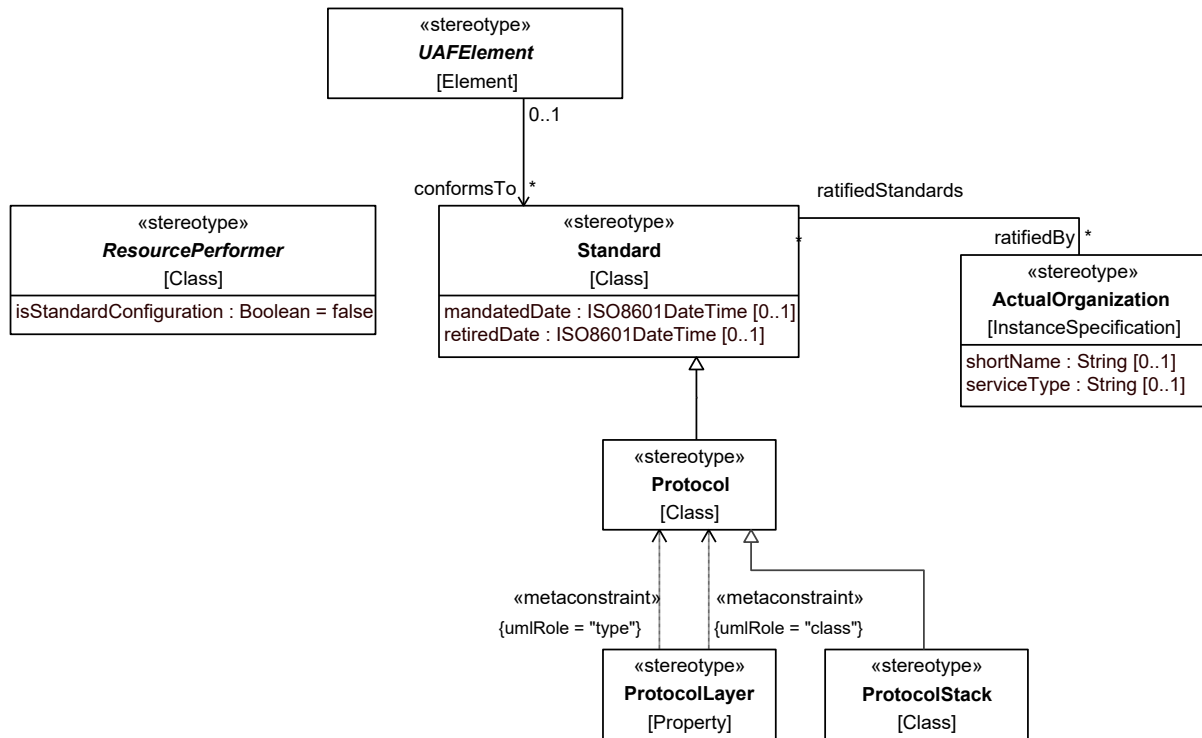 «stereotype»
UAFElement
[Element]
0..1
conformsTo *
«stereotype»
ResourcePerformer
[Class]
isStandardConfiguration : Boolean = false
«stereotype»
Standard
[Class]
mandatedDate : ISO8601DateTime [0..1]
retiredDate : ISO8601DateTime [0..1]
ratifiedStandards
*
ratifiedBy *
«stereotype»
ActualOrganization
[InstanceSpecification]
shortName : String [0..1]
serviceType : String [0..1]
«stereotype»
Protocol
[Class]
«metaconstraint»
{umlRole = "type"}
«metaconstraint»
{umlRole = "class"}
«stereotype»
ProtocolLayer
[Property]
«stereotype»
ProtocolStack
[Class]